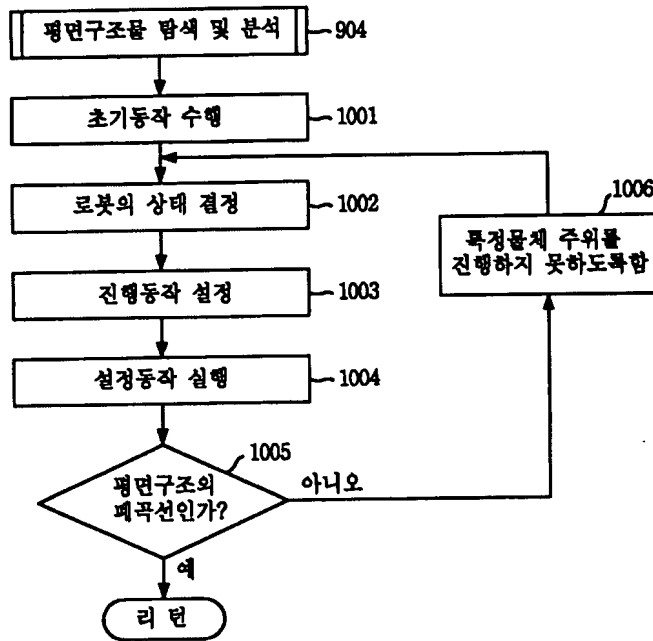 평면구조물 탐색 및 분석
904
초기동작 수행
1001
로봇의 상태 결정
1002
1006
특정물체 주위를
진행하지 못하도록함
진행동작 설정
1003
설정동작 실행
1004
1005
평면구조의
폐곡선인가?
아니오
예
리 턴